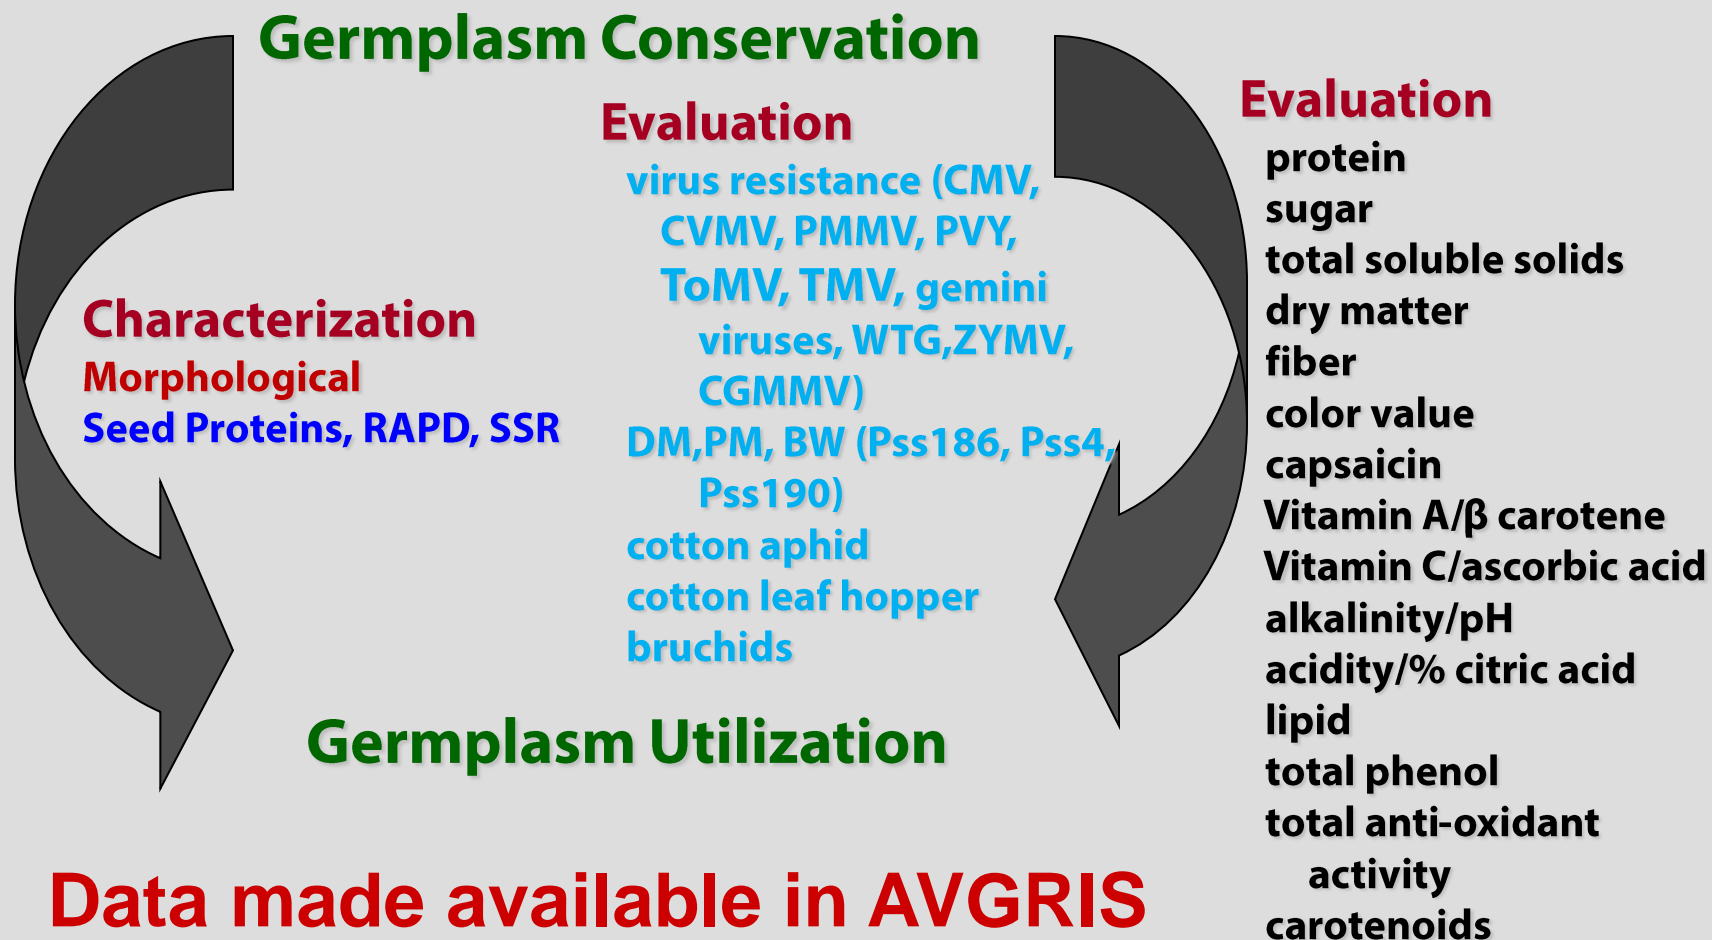 Germplasm Conservation
Characterization
Morphological
Seed Proteins, RAPD, SSR
Evaluation
virus resistance (CMV,
CVMV, PMMV, PVY,
ToMV, TMV, gemini
viruses, WTG,ZYMV,
CGMMV)
DM,PM, BW (Pss186, Pss4,
Pss190)
cotton aphid
cotton leaf hopper
bruchids
Evaluation
protein
sugar
total soluble solids
dry matter
fiber
color value
capsaicin
Vitamin A/β carotene
Vitamin C/ascorbic acid
alkalinity/pH
acidity/% citric acid
lipid
total phenol
total anti-oxidant
activity
carotenoids
Germplasm Utilization
Data made available in AVGRIS